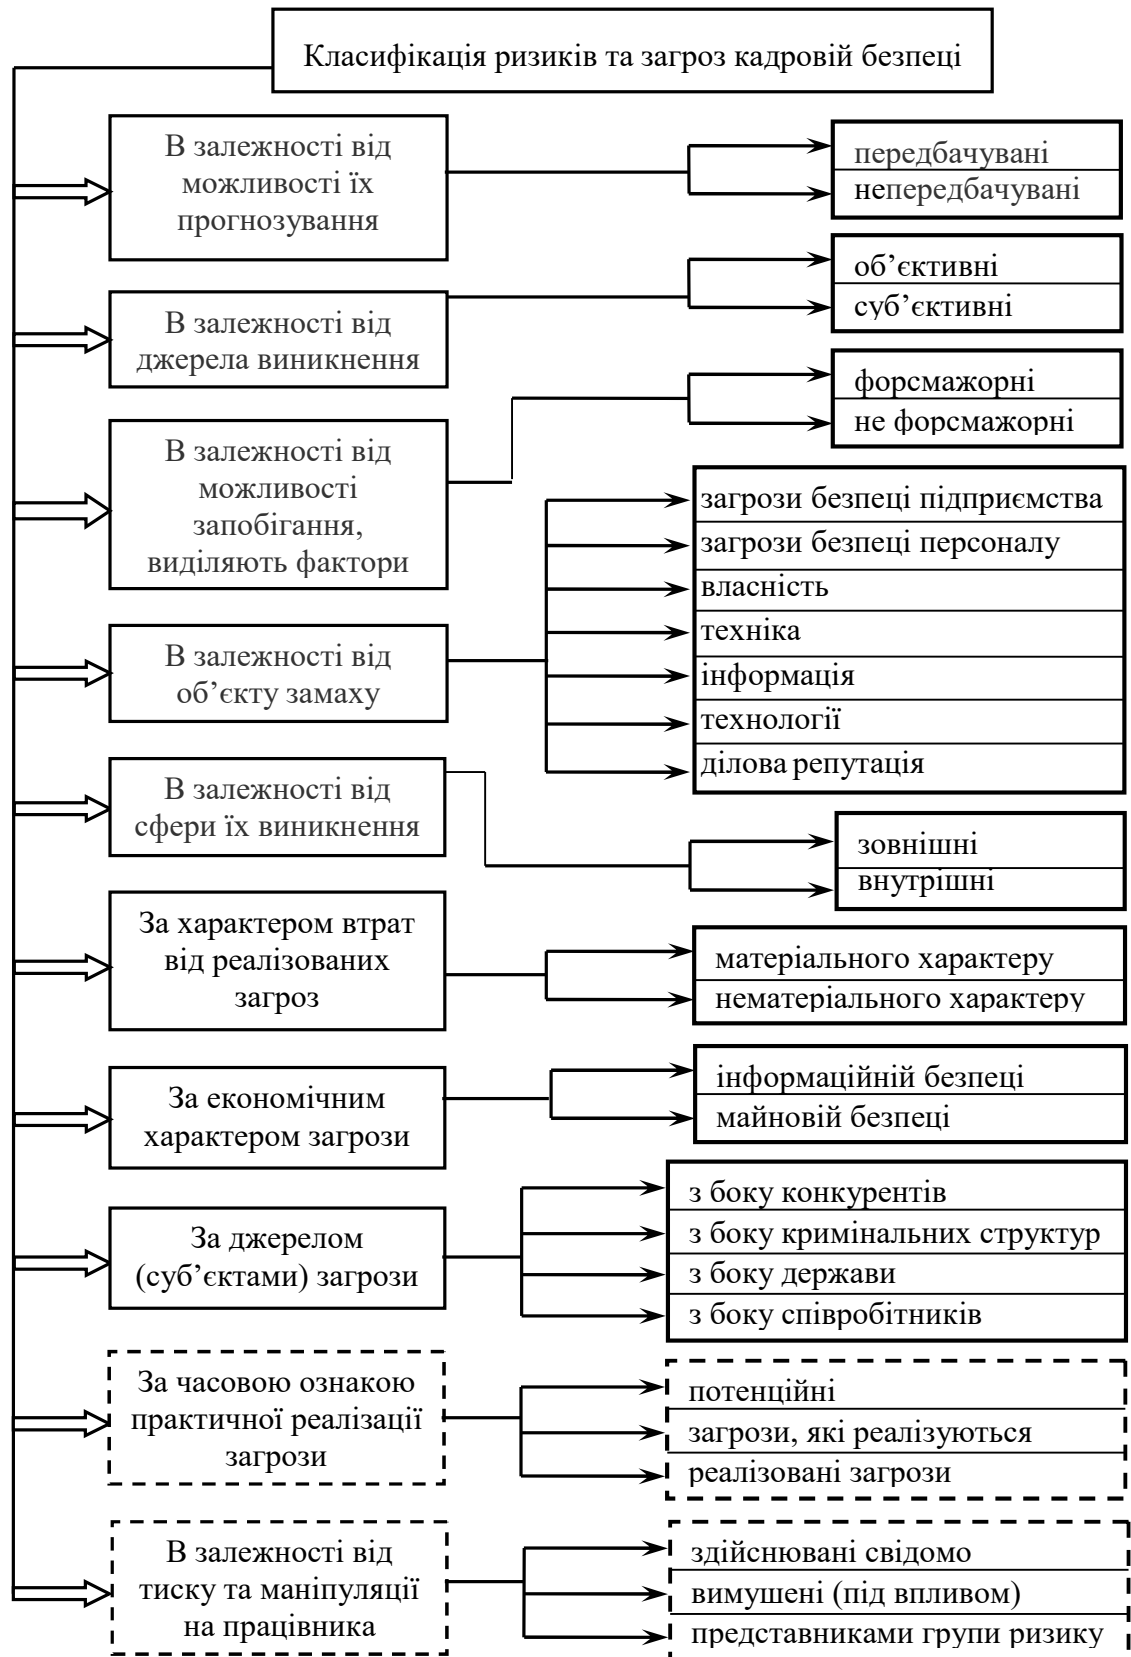 Класифікація ризиків та загроз кадровій безпеці
В залежності від
можливості їх
прогнозування
передбачувані
непередбачувані
В залежності від
джерела виникнення
об’єктивні
суб’єктивні
В залежності від
можливості
запобігання,
виділяють фактори
форсмажорні
не форсмажорні
В залежності від
об’єкту замаху
загрози безпеці підприємства
загрози безпеці персоналу
власність
техніка
інформація
технології
ділова репутація
В залежності від
сфери їх виникнення
зовнішні
внутрішні
За характером втрат
від реалізованих
загроз
матеріального характеру
нематеріального характеру
За економічним
характером загрози
інформаційній безпеці
майновій безпеці
За джерелом
(суб’єктами) загрози
з боку конкурентів
з боку кримінальних структур
з боку держави
з боку співробітників
За часовою ознакою
практичної реалізації
загрози
потенційні
загрози, які реалізуються
реалізовані загрози
В залежності від
тиску та маніпуляції
на працівника
здійснювані свідомо
вимушені (під впливом)
представниками групи ризику